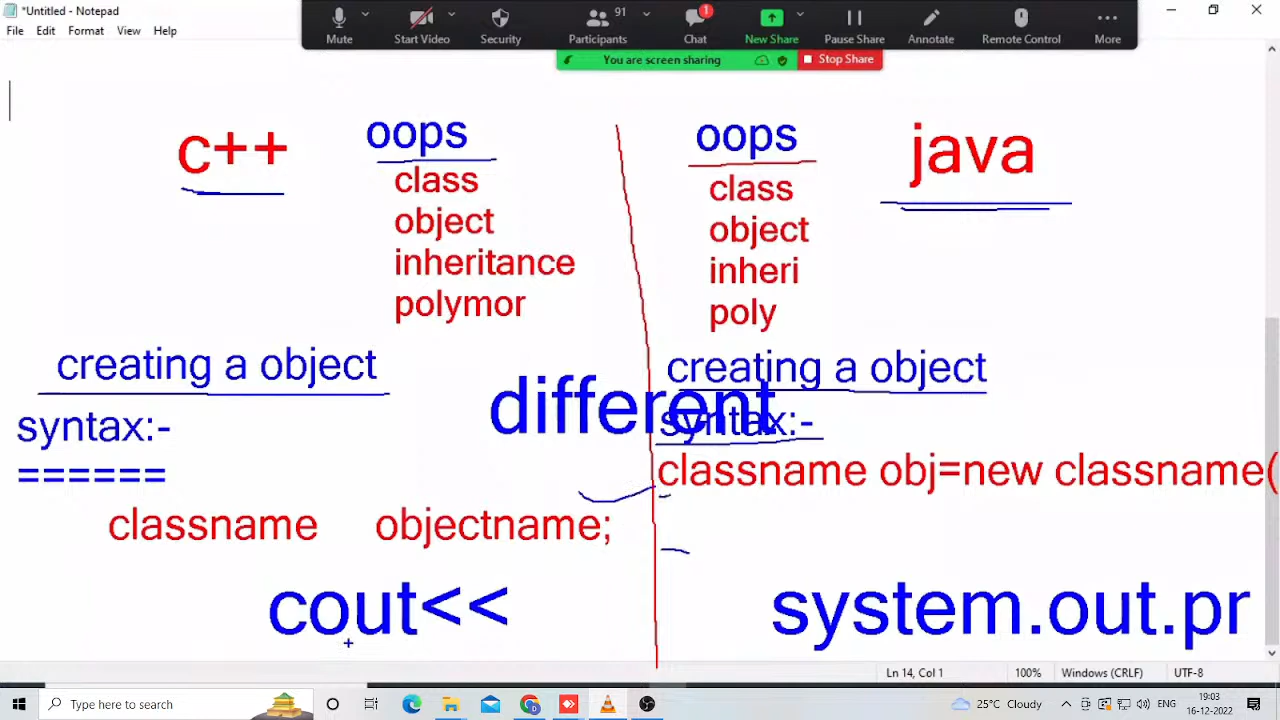 *Untitled - Notepad
File Edit Format View Help
Mute Start Video Security Participants 91 Chat 1 New Share Pause Share Annotate Remote Control More
You are screen sharing Stop Share
c++ oops
class
object
inheritance
polymor
creating a object
syntax:-
======
classname objectname;
cout<<
different
oops java
class
object
inheri
poly
creating a object
syntax:-
classname obj=new classname(
system.out.pr
Ln 14, Col 1 100% Windows (CRLF) UTF-8
Type here to search
25°C Cloudy ENG
19:03
16-12-2022